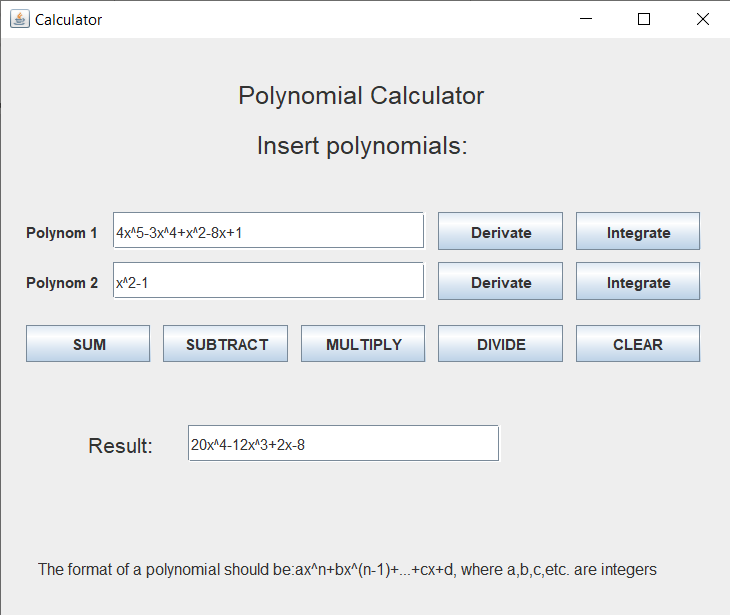 Calculator
Polynomial Calculator
Insert polynomials:
Polynom 1 4x^5-3x^4+x^2-8x+1 Derivate Integrate
Polynom 2 x^2-1 Derivate Integrate
SUM SUBTRACT MULTIPLY DIVIDE CLEAR
Result: 20x^4-12x^3+2x-8
The format of a polynomial should be:ax^n+bx^(n-1)+...+cx+d, where a,b,c,etc. are integers